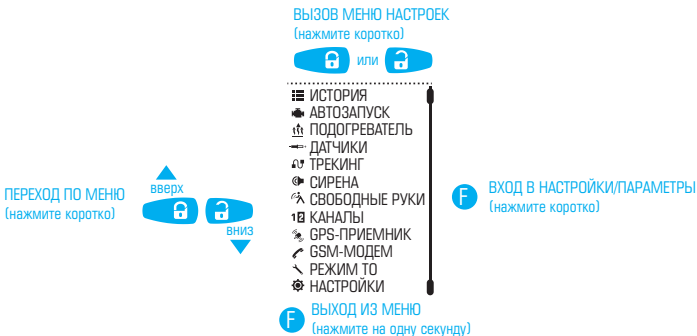 ВЫЗОВ МЕНЮ НАСТРОЕК
(нажмите коротко)
или
ИСТОРИЯ
АВТОЗАПУСК
ПОДОГРЕВАТЕЛЬ
ДАТЧИКИ
ТРЕКИНГ
СИРЕНА
СВОБОДНЫЕ РУКИ
12 КАНАЛЫ
GPS-ПРИЕМНИК
GSM-МОДЕМ
РЕЖИМ ТО
НАСТРОЙКИ
ПЕРЕХОД ПО МЕНЮ
(нажмите коротко)
вверх
вниз
F ВХОД В НАСТРОЙКИ/ПАРАМЕТРЫ
(нажмите коротко)
F ВЫХОД ИЗ МЕНЮ
(нажмите на одну секунду)